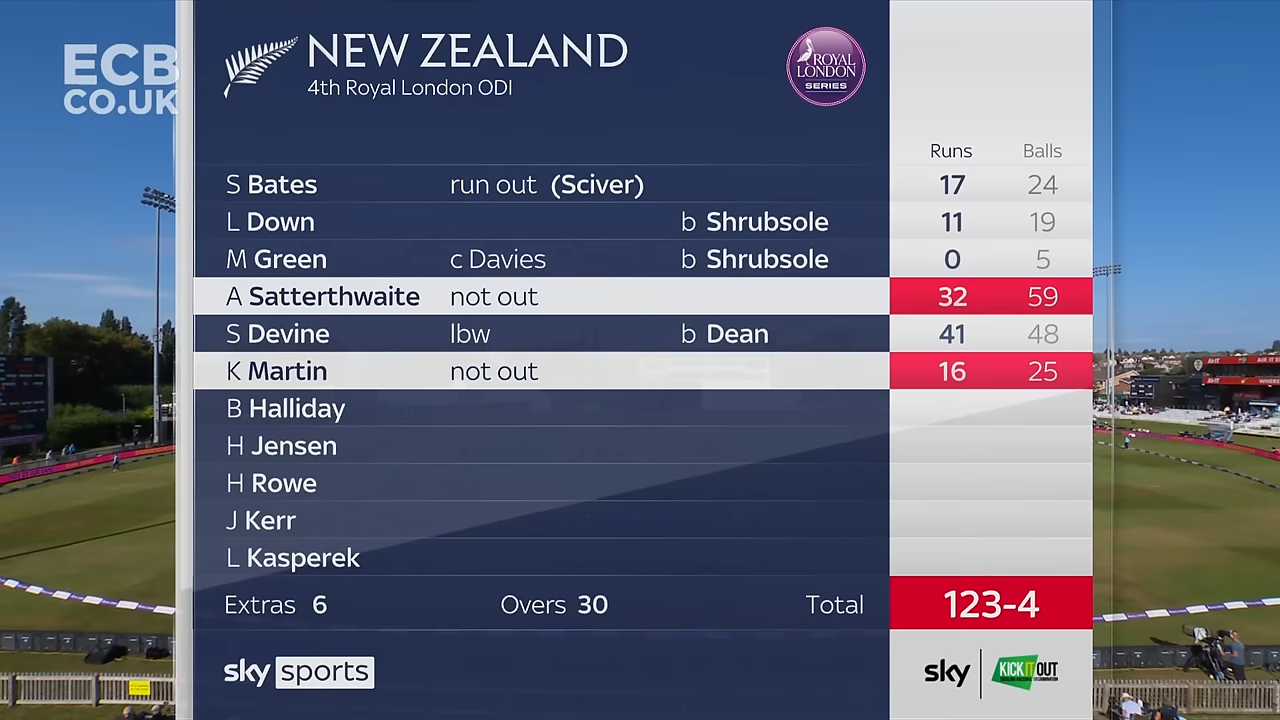 ECB
CO.UK
NEW ZEALAND
4th Royal London ODI
ROYAL
LONDON
SERIES
Runs Balls
S Bates run out (Sciver) 17 24
L Down b Shrubsole 11 19
M Green c Davies b Shrubsole 0 5
A Satterthwaite not out 32 59
S Devine lbw b Dean 41 48
K Martin not out 16 25
B Halliday
H Jensen
H Rowe
J Kerr
L Kasperek
Extras 6 Overs 30 Total 123-4
sky sports
sky KICK IT OUT